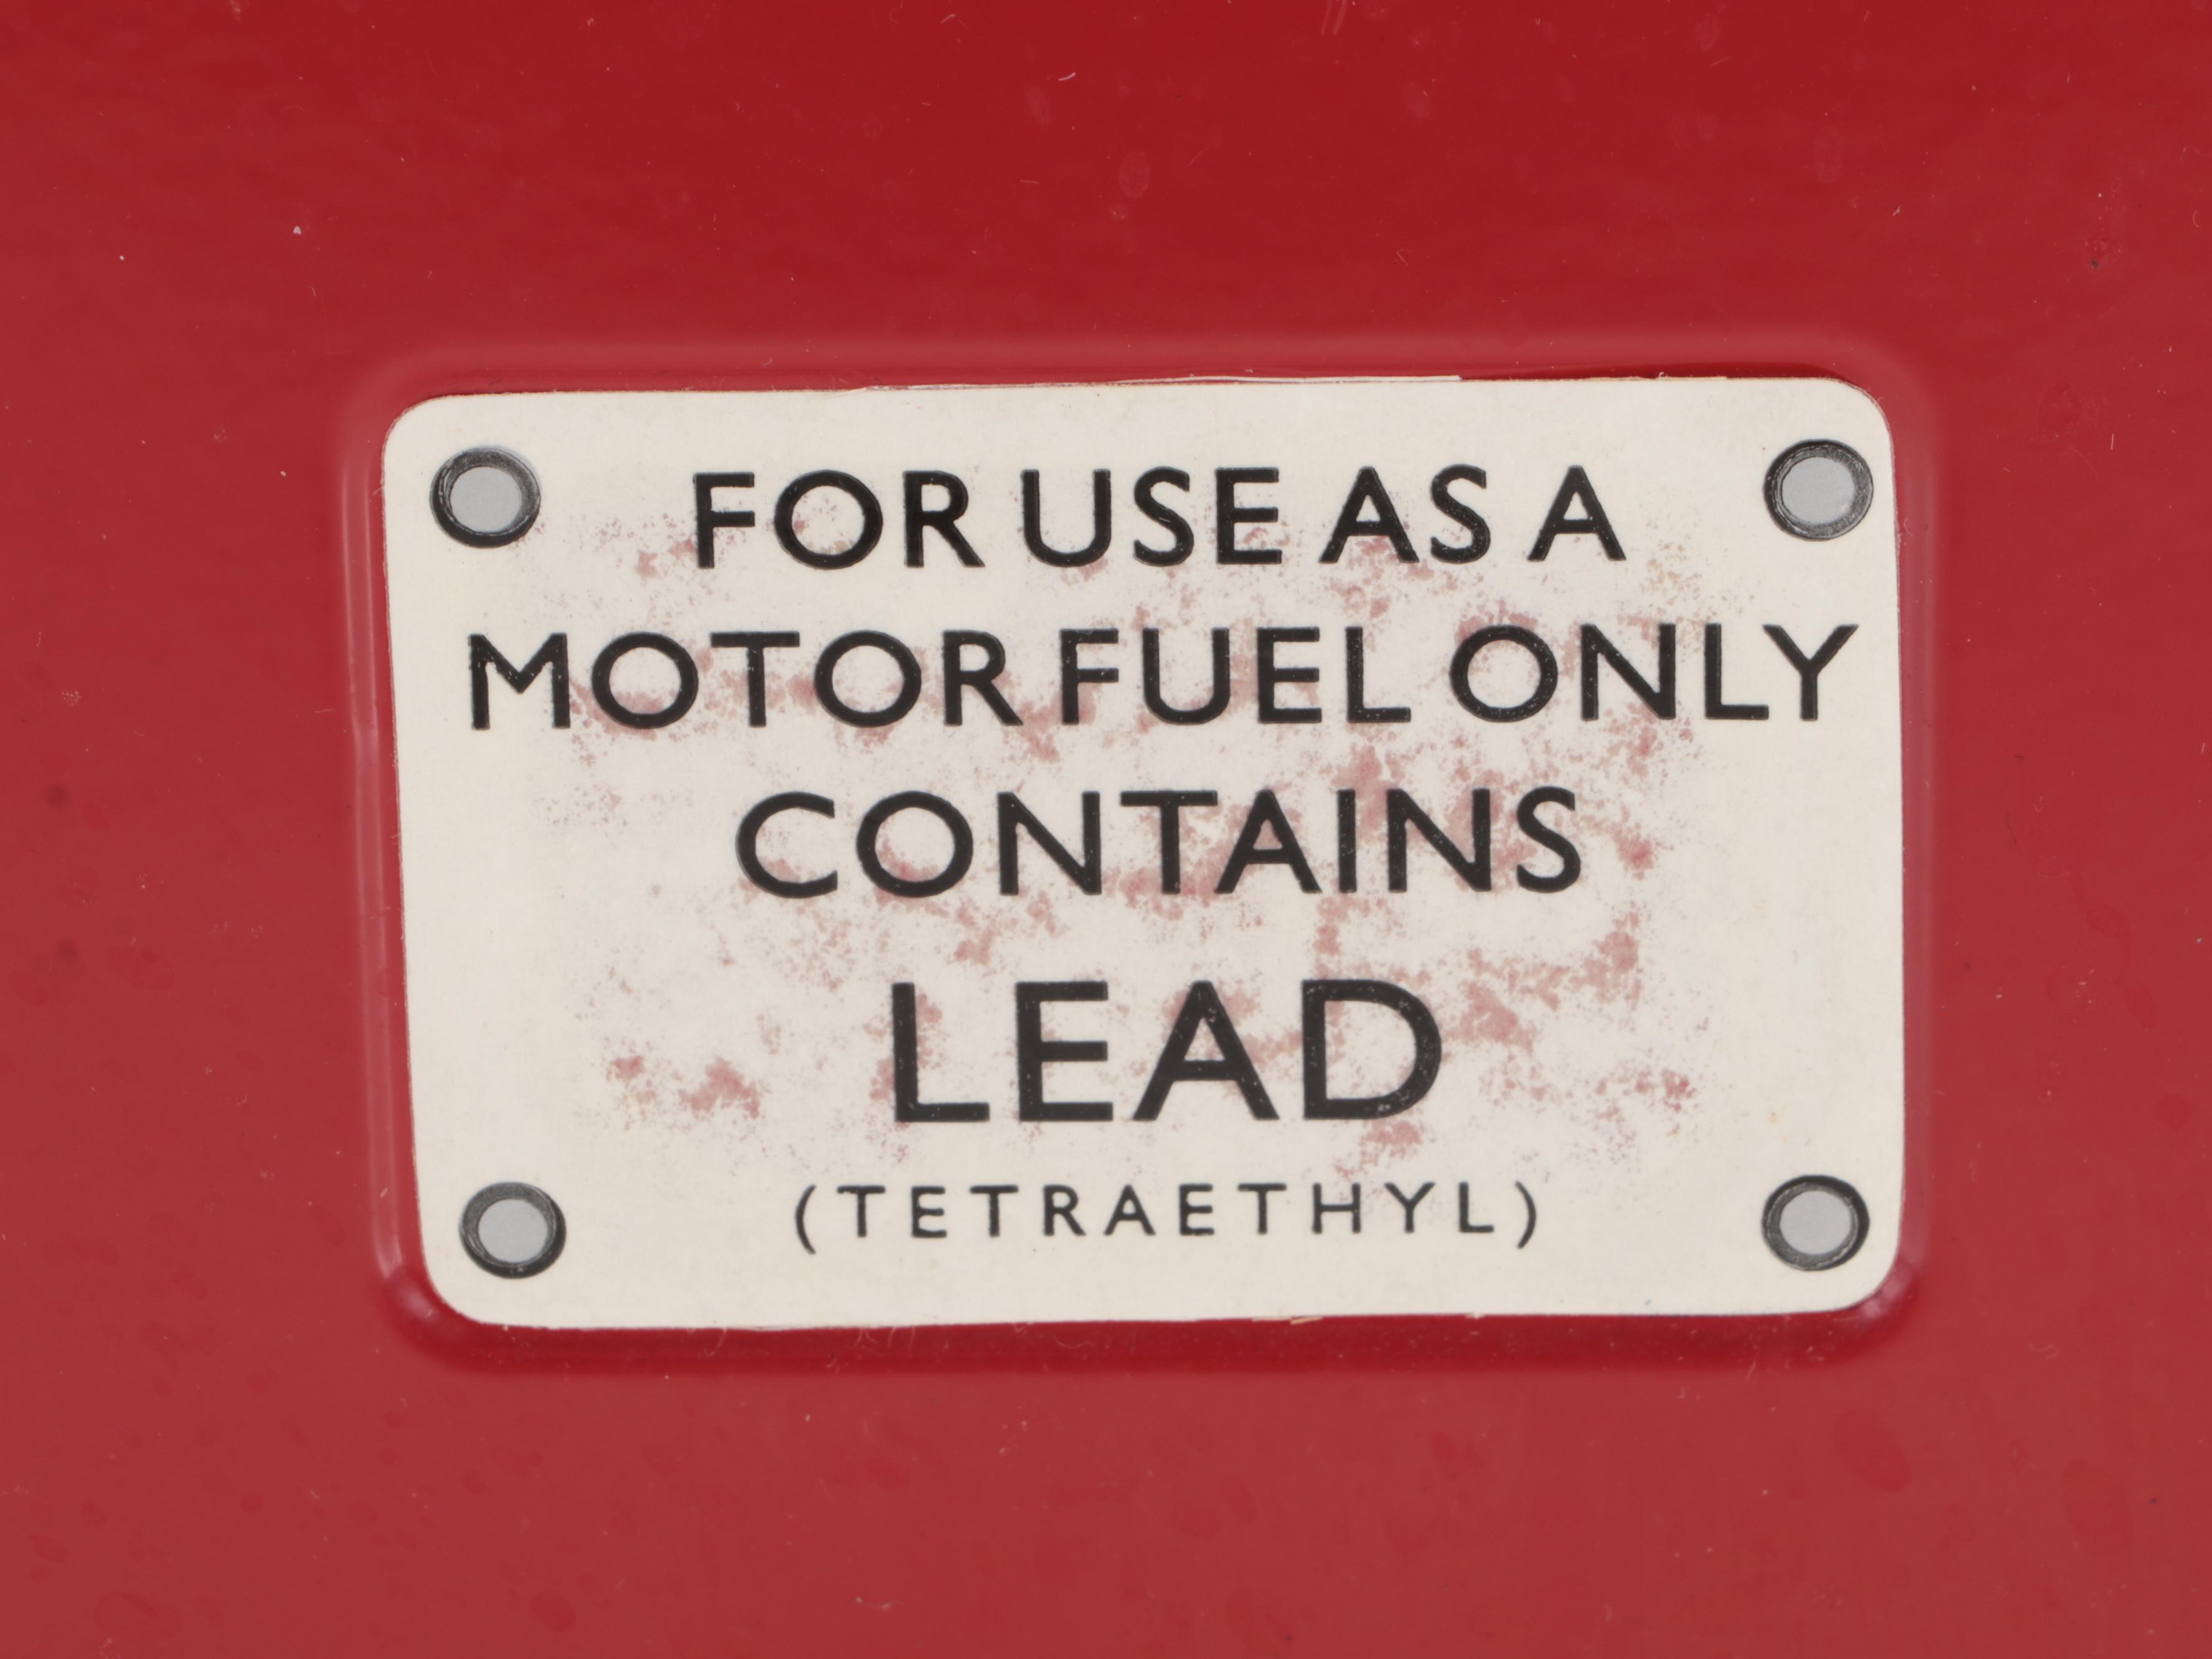 FOR USE AS A
MOTOR FUEL ONLY
CONTAINS
LEAD
(TETRAETHYL)